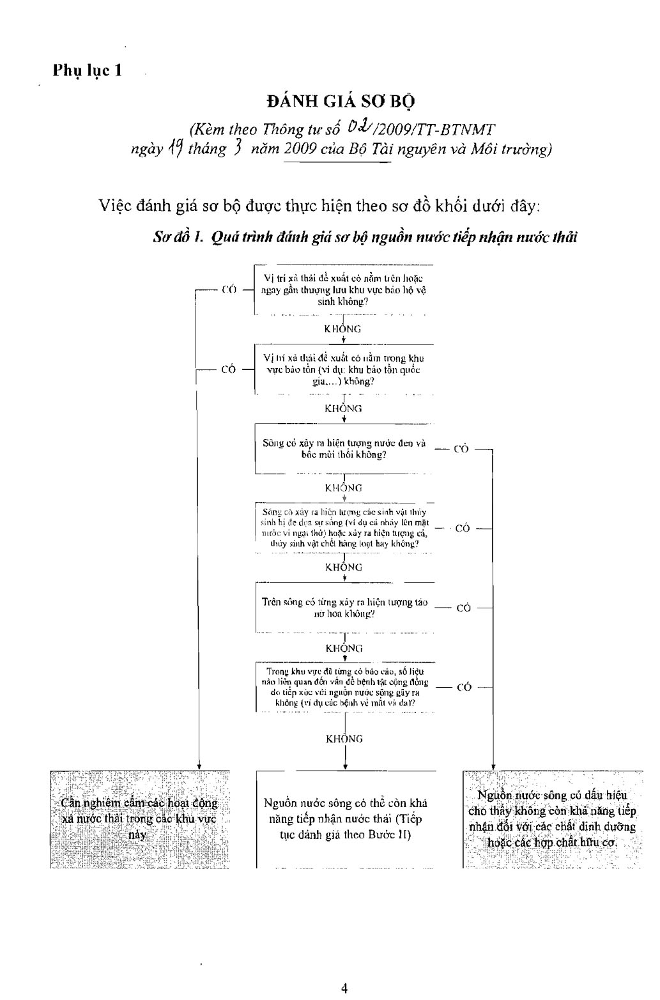 Phụ lục 1
ĐÁNH GIÁ SƠ BỘ
(Kèm theo Thông tư số 02/2009/TT-BTNMT
ngày 19 tháng 3 năm 2009 của Bộ Tài nguyên và Môi trường)
Việc đánh giá sơ bộ được thực hiện theo sơ đồ khối dưới đây:
Sơ đồ 1. Quá trình đánh giá sơ bộ nguồn nước tiếp nhận nước thải
Vị trí xả thải đề xuất có nằm trên hoặc
CÓ
ngay gần thượng lưu khu vực bảo hộ vệ
sinh không?
KHÔNG
Vị trí xả thải đề xuất có nằm trong khu
CÓ
vực bảo tồn (ví dụ: khu bảo tồn quốc
gia,...) không?
KHÔNG
Sông có xảy ra hiện tượng nước đen và
CÓ
bốc mùi thối không?
KHÔNG
Sông có xảy ra hiện tượng các sinh vật thủy
sinh bị đe dọa sự sống (ví dụ cá nhảy lên mặt
CÓ
nước vì ngạt thở) hoặc xảy ra hiện tượng cá,
thủy sinh vật chết hàng loạt hay không?
KHÔNG
Trên sông có từng xảy ra hiện tượng tảo
CÓ
nở hoa không?
KHÔNG
Trong khu vực đã từng có báo cáo, số liệu
nào liên quan đến vấn đề bệnh tật cộng đồng
CÓ
do tiếp xúc với nguồn nước sông gây ra
không (ví dụ các bệnh về mắt và da)?
KHÔNG
Cần nghiêm cấm các hoạt động
xả nước thải trong các khu vực
này.
Nguồn nước sông có thể còn khả
năng tiếp nhận nước thải (Tiếp
tục đánh giá theo Bước II)
Nguồn nước sông có dấu hiệu
cho thấy không còn khả năng tiếp
nhận đối với các chất dinh dưỡng
hoặc các hợp chất hữu cơ.
4